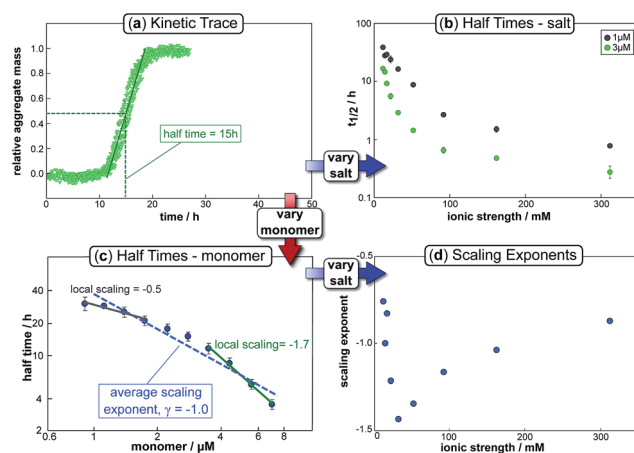 (a) Kinetic Trace
relative aggregate mass
1.0
0.8
0.6
0.4
0.2
0.0
half time = 15h
0
10
20
30
40
50
time / h
vary
salt
(b) Half Times - salt
1μM
3μM
t1/2 / h
100
10
1
0.1
0
100
200
300
ionic strength / mM
vary
monomer
(c) Half Times - monomer
half time / h
40
20
10
4
2
local scaling = -0.5
local scaling= -1.7
average scaling
exponent, γ = -1.0
0.6
1
2
4
8
monomer / μM
vary
salt
(d) Scaling Exponents
scaling exponent
-0.5
-1.0
-1.5
0
100
200
300
ionic strength / mM